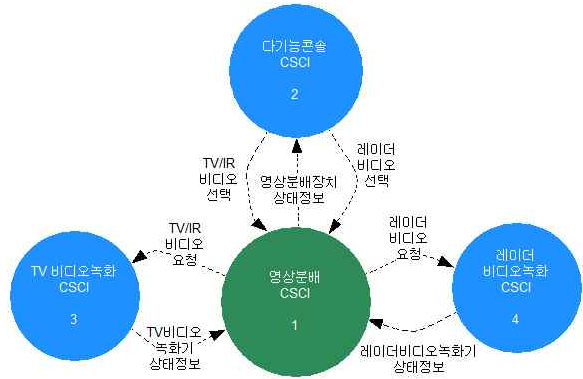 다기능콘솔
CSCI
2
TV/IR
비디오
선택
영상분배장치
상태정보
레이더
비디오
선택
TV/IR
비디오
요청
레이더
비디오
요청
TV 비디오녹화
CSCI
3
영상분배
CSCI
1
레이더
비디오녹화
CSCI
4
TV비디오
녹화기
상태정보
레이더비디오녹화기
상태정보